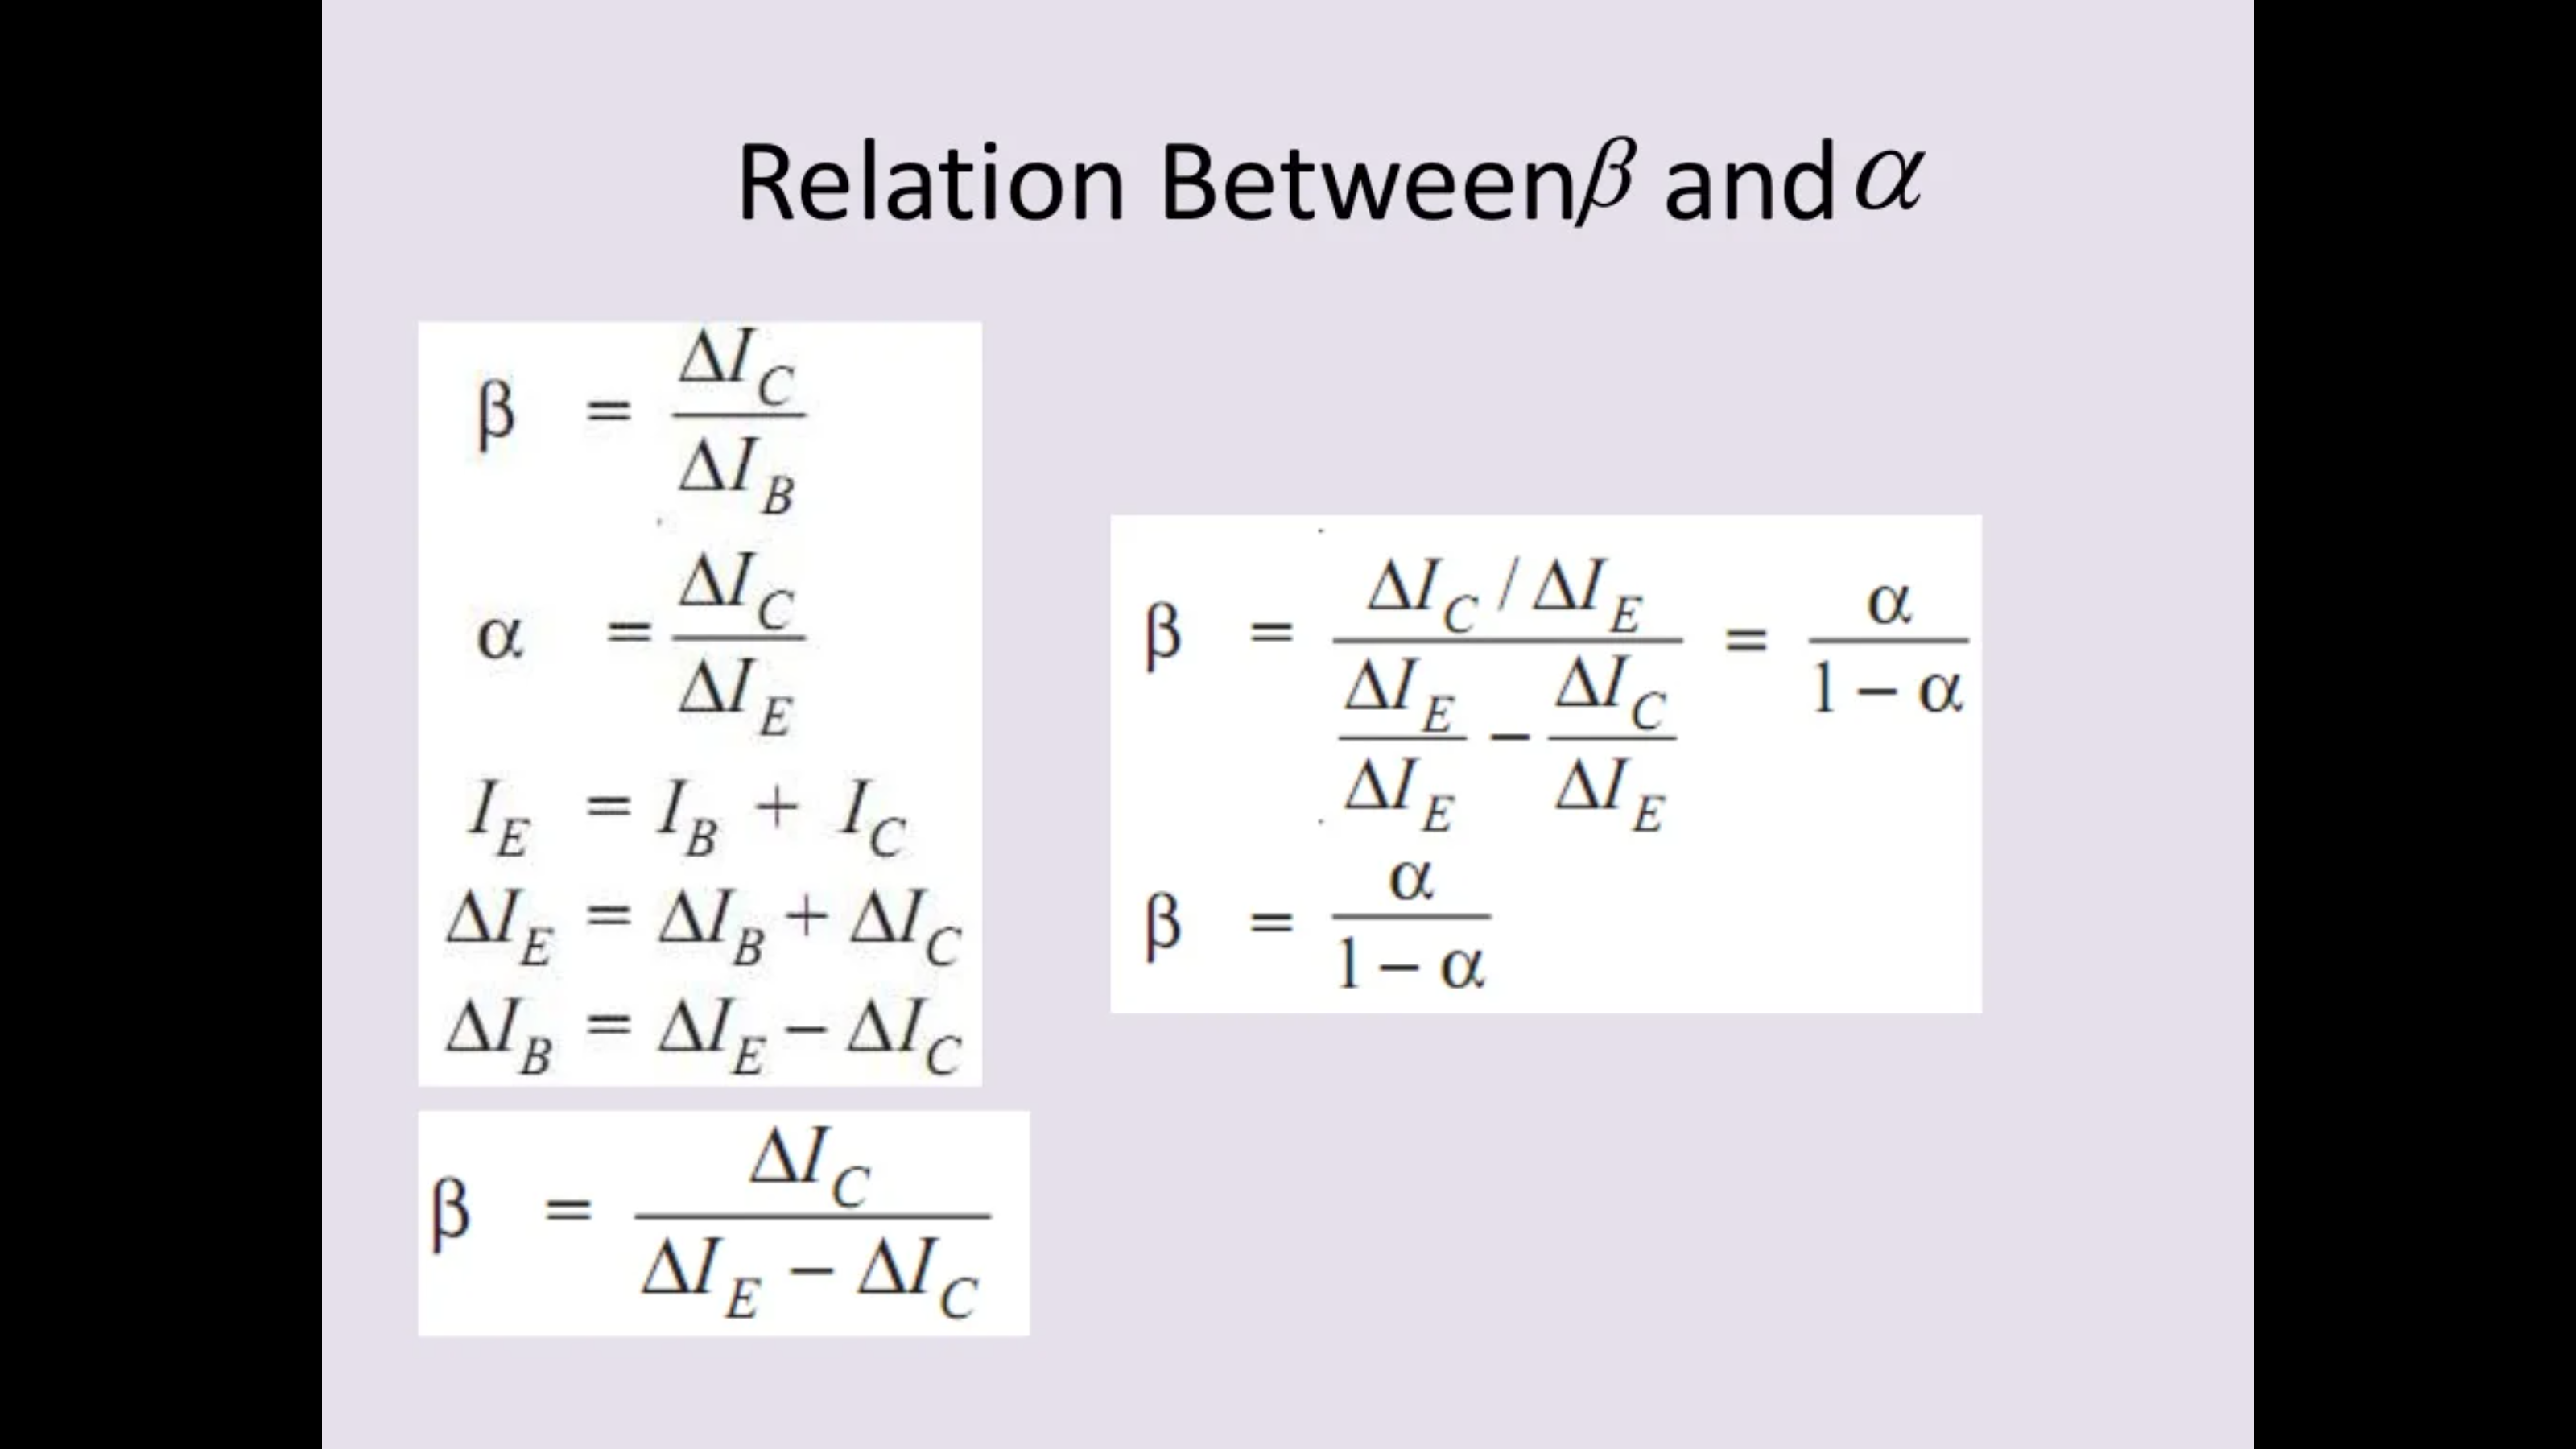 Relation Between β and α
β = ΔI_C / ΔI_B
α = ΔI_C / ΔI_E
I_E = I_B + I_C
ΔI_E = ΔI_B + ΔI_C
ΔI_B = ΔI_E − ΔI_C
β = ΔI_C / (ΔI_E − ΔI_C)
β = (ΔI_C / ΔI_E) / (ΔI_E / ΔI_E − ΔI_C / ΔI_E) = α / (1 − α)
β = α / (1 − α)